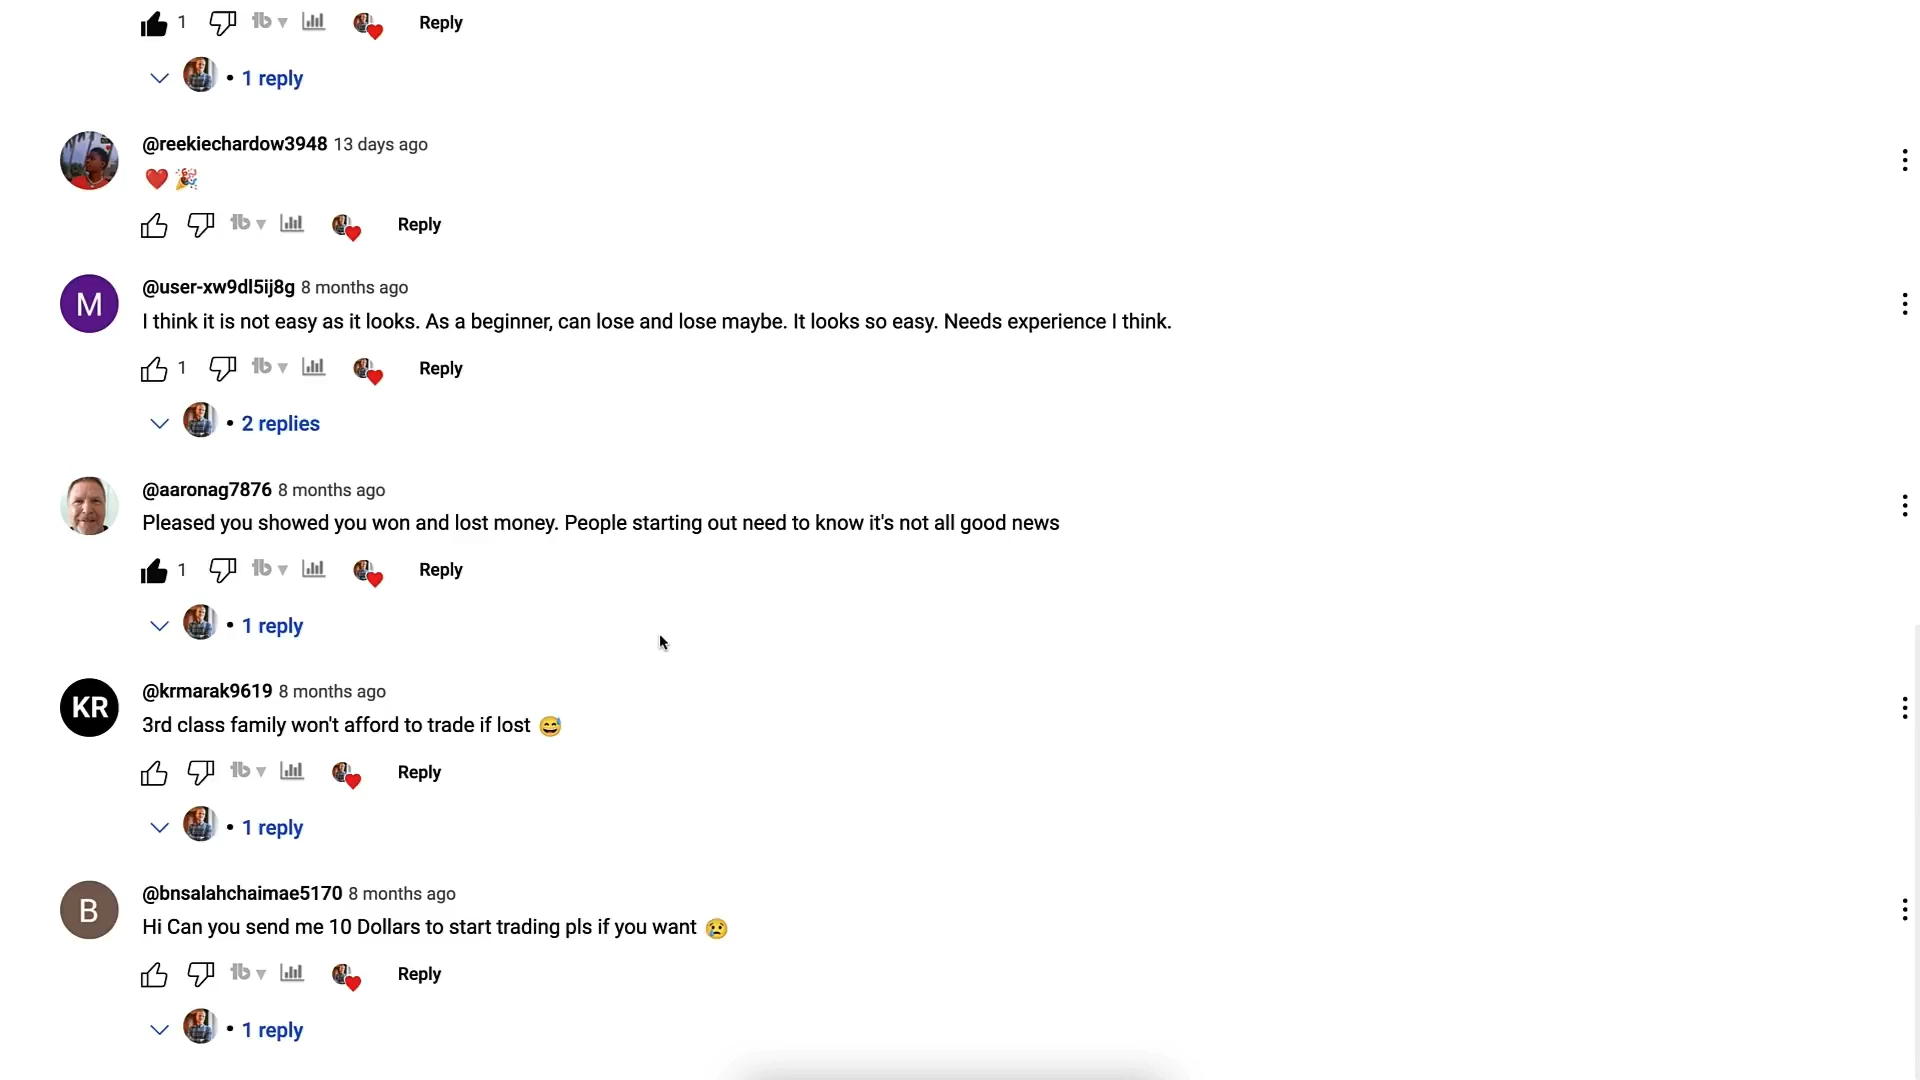 1 Reply
1 reply
@reekiechardow3948 13 days ago
❤️ 🎉
Reply
M @user-xw9dl5ij8g 8 months ago
I think it is not easy as it looks. As a beginner, can lose and lose maybe. It looks so easy. Needs experience I think.
1 Reply
2 replies
@aaronag7876 8 months ago
Pleased you showed you won and lost money. People starting out need to know it's not all good news
1 Reply
1 reply
KR @krmarak9619 8 months ago
3rd class family won't afford to trade if lost 😅
Reply
1 reply
B @bnsalahchaimae5170 8 months ago
Hi Can you send me 10 Dollars to start trading pls if you want 😢
Reply
1 reply